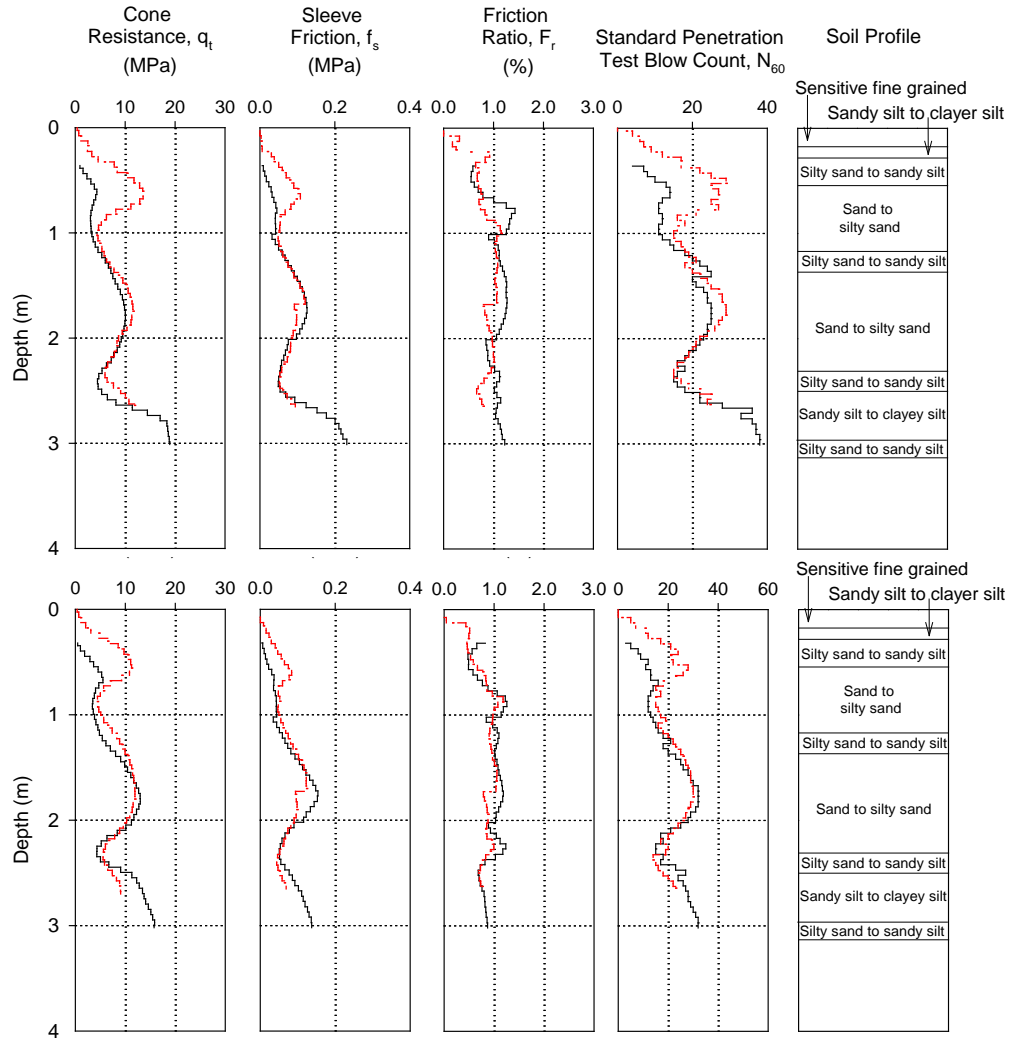 Cone
Resistance, qt
(MPa)
Sleeve
Friction, fs
(MPa)
Friction
Ratio, Fr
(%)
Standard Penetration
Test Blow Count, N60
Soil Profile
0 10 20 30
0.0 0.2 0.4
0.0 1.0 2.0 3.0
0 20 40
Sensitive fine grained
Sandy silt to clayer silt
Depth (m)
0
1
2
3
4
Silty sand to sandy silt
Sand to
silty sand
Silty sand to sandy silt
Sand to silty sand
Silty sand to sandy silt
Sandy silt to clayey silt
Silty sand to sandy silt
0 10 20 30
0.0 0.2 0.4
0.0 1.0 2.0 3.0
0 20 40 60
Sensitive fine grained
Sandy silt to clayer silt
Depth (m)
0
1
2
3
4
Silty sand to sandy silt
Sand to
silty sand
Silty sand to sandy silt
Sand to silty sand
Silty sand to sandy silt
Sandy silt to clayey silt
Silty sand to sandy silt